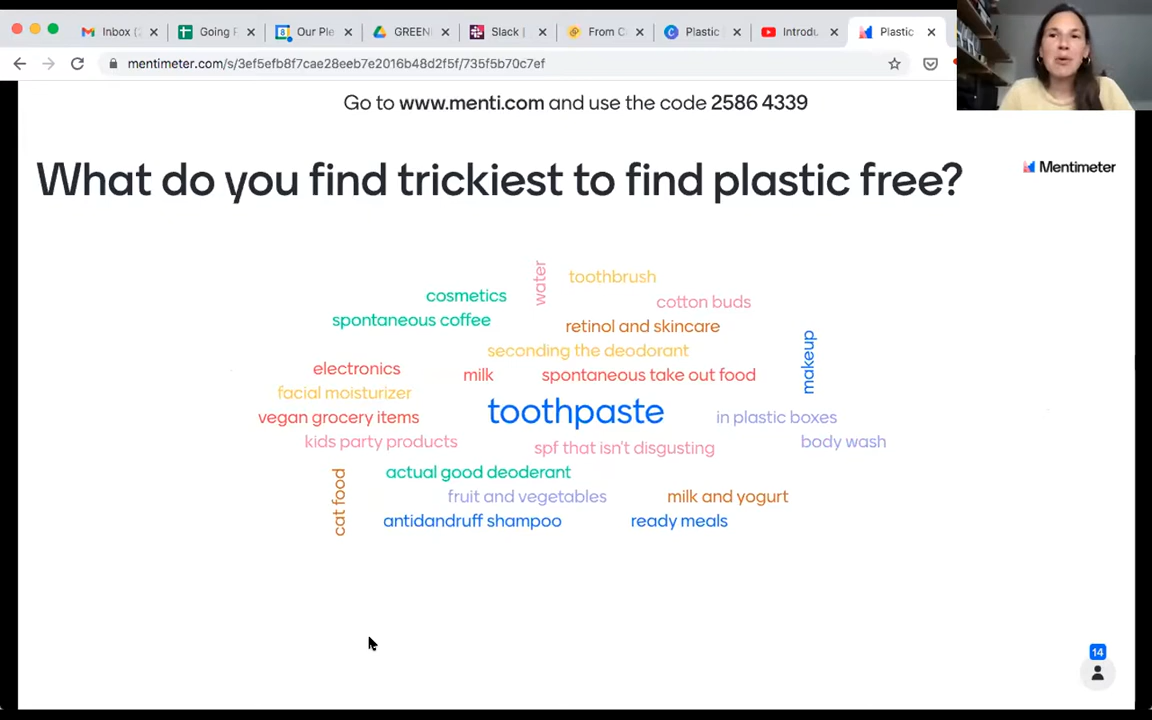 Inbox (2
Going P
Our Ple
GREEN
Slack |
From C
Plastic
Introdu
Plastic
mentimeter.com/s/3ef5efb8f7cae28eeb7e2016b48d2f5f/735f5b70c7ef
Go to www.menti.com and use the code 2586 4339
What do you find trickiest to find plastic free?
Mentimeter
water
toothbrush
cosmetics
cotton buds
spontaneous coffee
retinol and skincare
seconding the deodorant
makeup
electronics
milk
spontaneous take out food
facial moisturizer
toothpaste
vegan grocery items
in plastic boxes
kids party products
spf that isn't disgusting
body wash
cat food
actual good deoderant
fruit and vegetables
milk and yogurt
antidandruff shampoo
ready meals
14